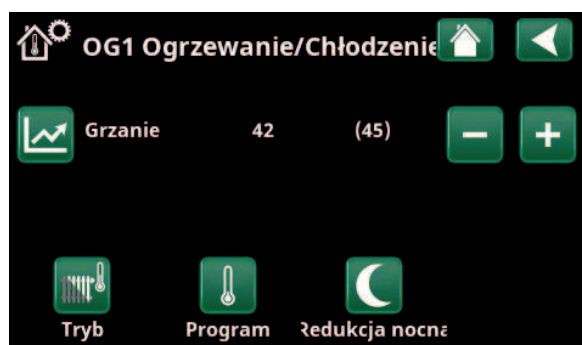 OG1 Ogrzewanie/Chłodzenie
Grzanie 42 (45)
Tryb Program Redukcja nocna